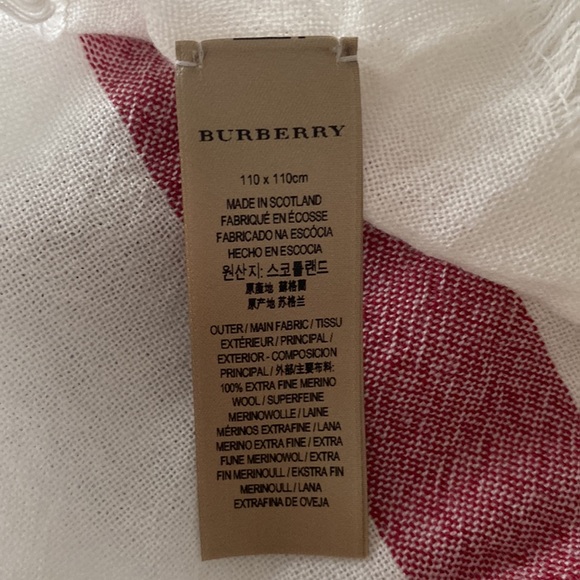 BURBERRY
110 x 110cm
MADE IN SCOTLAND
FABRIQUÉ EN ÉCOSSE
FABRICADO NA ESCÓCIA
HECHO EN ESCOCIA
원산지: 스코틀랜드
原產地 蘇格蘭
原产地 苏格兰
OUTER / MAIN FABRIC / TISSU
EXTÉRIEUR / PRINCIPAL /
EXTERIOR - COMPOSICION
PRINCIPAL / 外部/主要布料:
100% EXTRA FINE MERINO
WOOL / SUPERFEINE
MERINOWOLLE / LAINE
MÉRINOS EXTRAFINE / LANA
MERINO EXTRA FINE / EXTRA
FIJNE MERINOWOL / EXTRA
FIN MERINOULL / EKSTRA FIN
MERINOULL / LANA
EXTRAFINA DE OVEJA